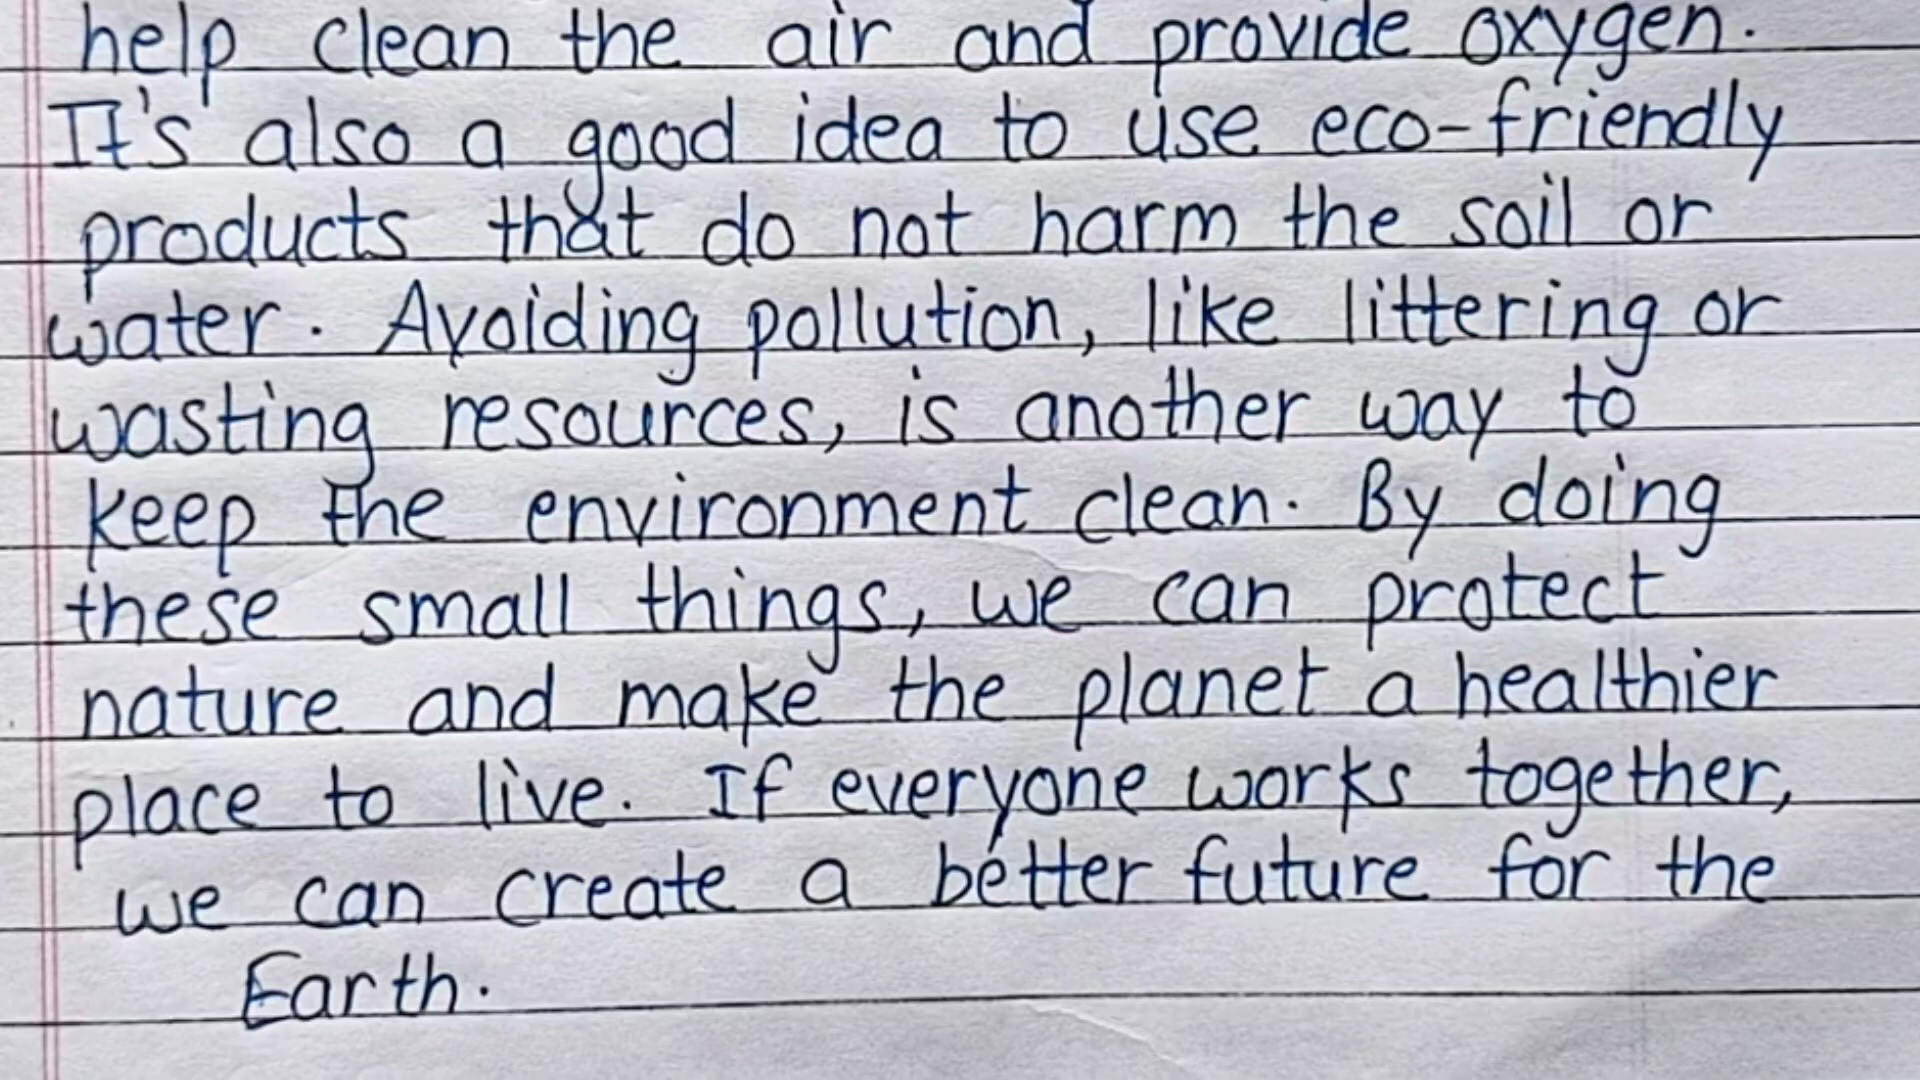 help clean the air and provide oxygen.
It's also a good idea to use eco-friendly
products that do not harm the soil or
water. Avoiding pollution, like littering or
wasting resources, is another way to
keep the environment clean. By doing
these small things, we can protect
nature and make the planet a healthier
place to live. If everyone works together,
we can create a better future for the
Earth.